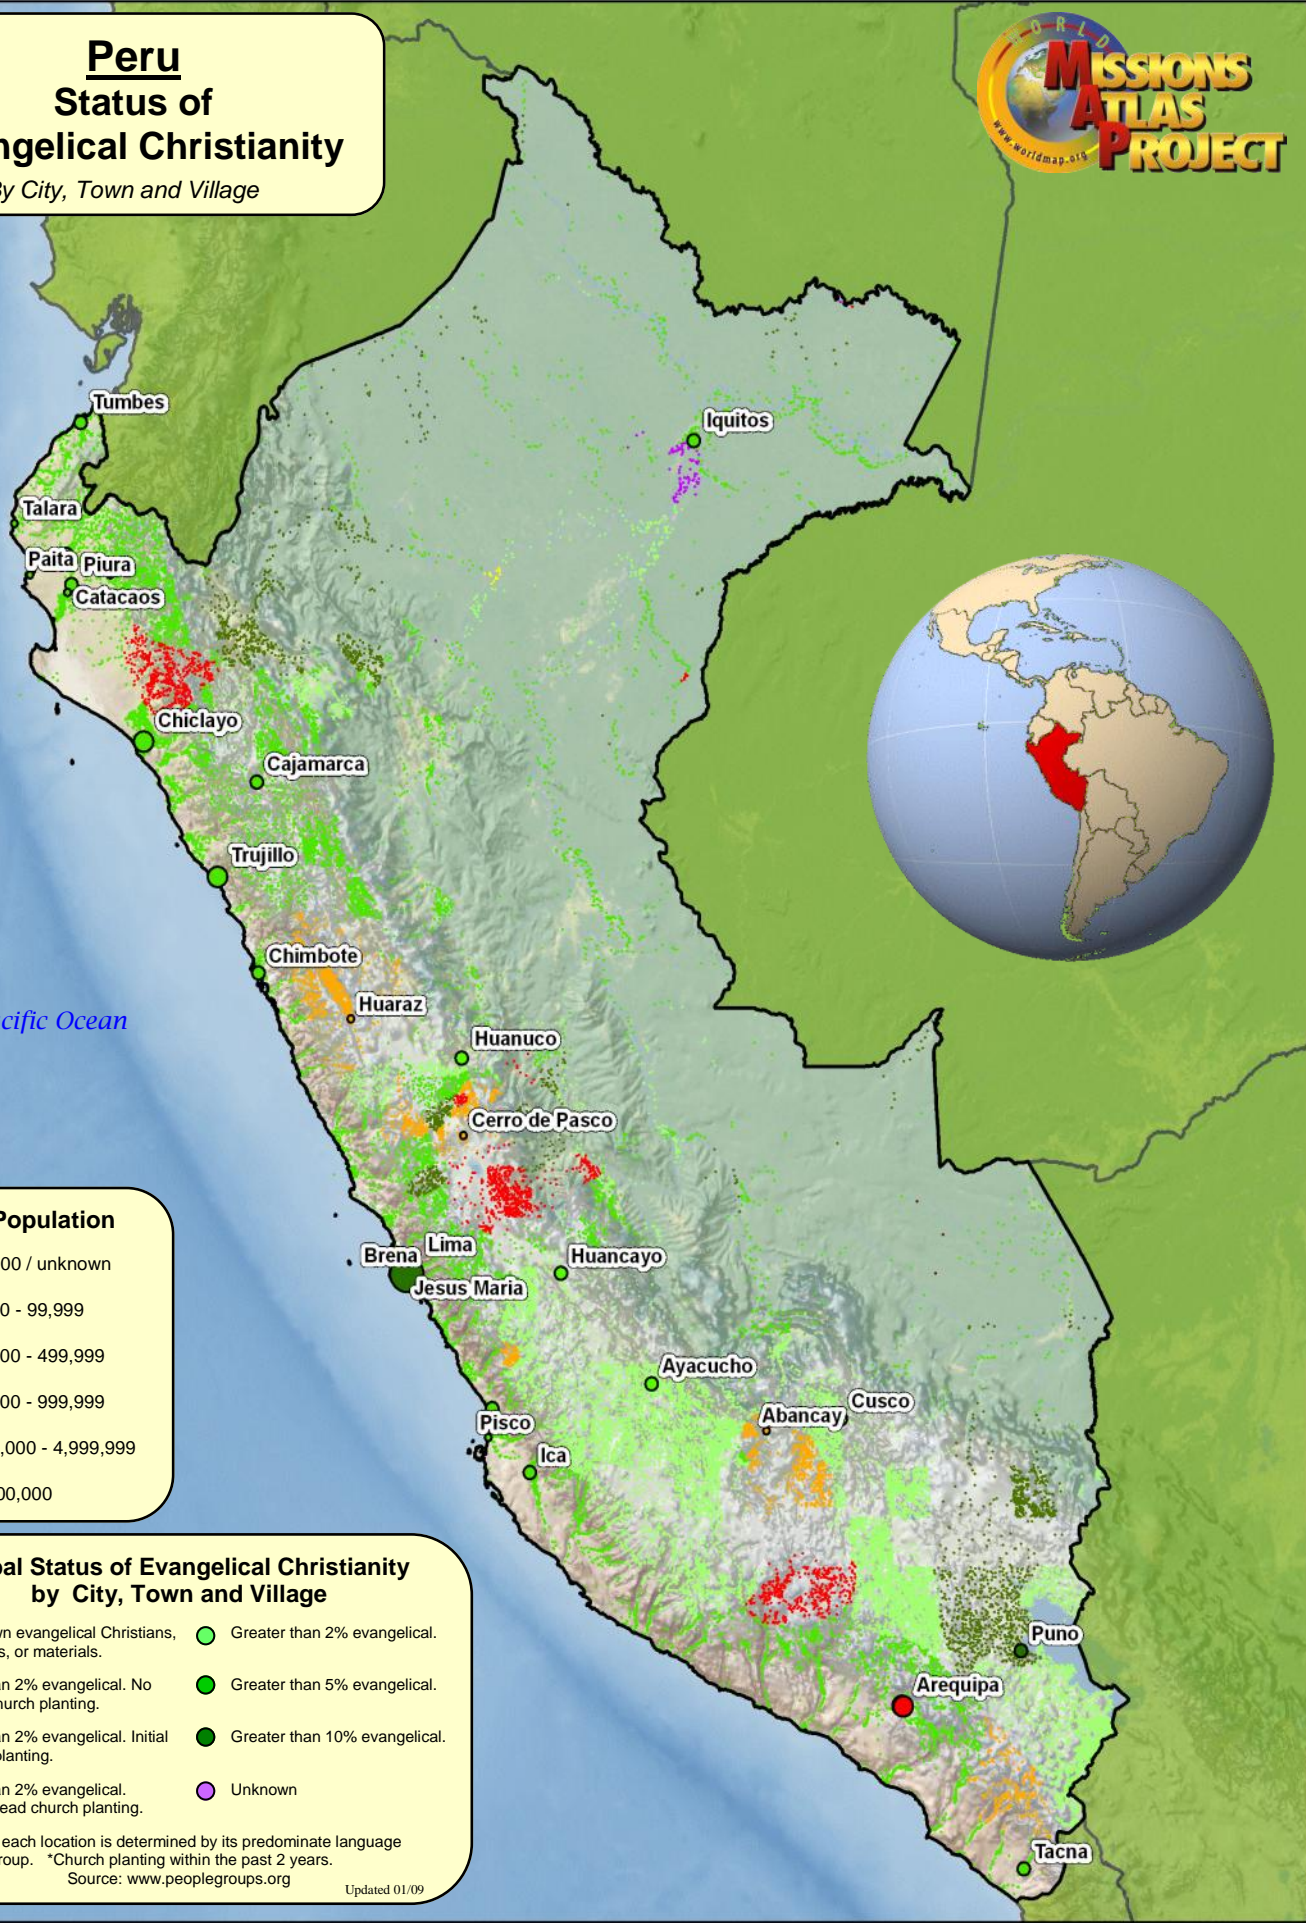 Peru
Status of
ngelical Christianity
By City, Town and Village
WORLD
MISSIONS
ATLAS
PROJECT
www.worldmap.org
Tumbes
Iquitos
Talara
Paita
Piura
Catacaos
Chiclayo
Cajamarca
Trujillo
Chimbote
Huaraz
cific Ocean
Huanuco
Cerro de Pasco
Brena
Lima
Huancayo
Jesus Maria
Ayacucho
Abancay
Cusco
Pisco
Ica
Puno
Arequipa
Tacna
Population
00 / unknown
0 - 99,999
00 - 499,999
00 - 999,999
,000 - 4,999,999
00,000
bal Status of Evangelical Christianity
by City, Town and Village
wn evangelical Christians,
s, or materials.
Greater than 2% evangelical.
an 2% evangelical. No
hurch planting.
Greater than 5% evangelical.
an 2% evangelical. Initial
planting.
Greater than 10% evangelical.
an 2% evangelical.
ead church planting.
Unknown
each location is determined by its predominate language
roup. *Church planting within the past 2 years.
Source: www.peoplegroups.org
Updated 01/09